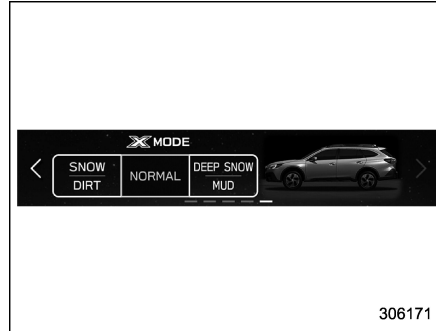 X MODE
SNOW
DIRT
NORMAL
DEEP SNOW
MUD
306171